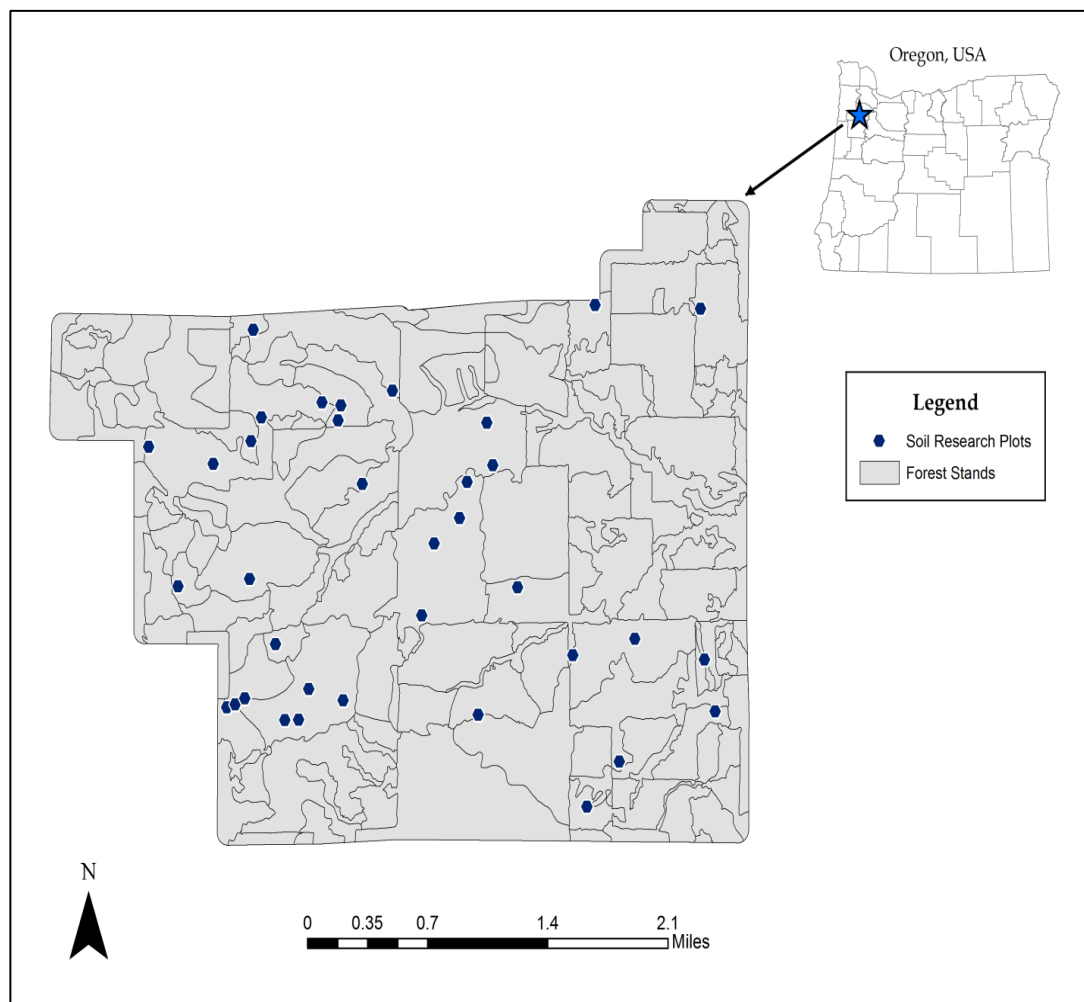 Oregon, USA
Legend
Soil Research Plots
Forest Stands
N
0 0.35 0.7 1.4 2.1
Miles